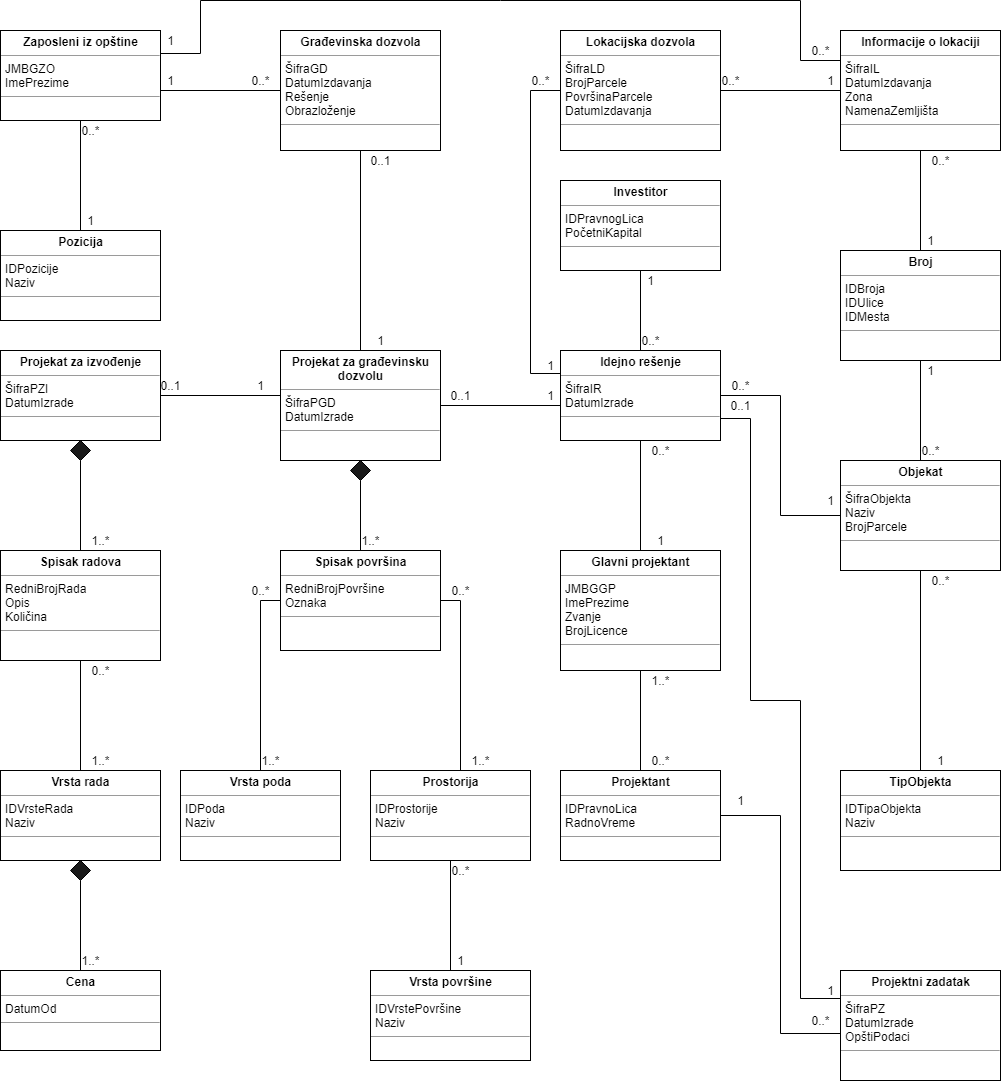 Zaposleni iz opštine
JMBGZO
ImePrezime
1
1
0..*
0..*
Građevinska dozvola
ŠifraGD
DatumIzdavanja
Rešenje
Obrazloženje
0..1
Lokacijska dozvola
ŠifraLD
BrojParcele
PovršinaParcele
DatumIzdavanja
0..*
0..*
Informacije o lokaciji
ŠifraIL
DatumIzdavanja
Zona
NamenaZemljišta
0..*
1
0..*
Investitor
IDPravnogLica
PočetniKapital
1
0..*
1
Pozicija
IDPozicije
Naziv
1
Broj
IDBroja
IDUlice
IDMesta
1
Projekat za izvođenje
ŠifraPZI
DatumIzrade
0..1
1
1
Projekat za građevinsku
dozvolu
ŠifraPGD
DatumIzrade
0..1
1
1
Idejno rešenje
ŠifraIR
DatumIzrade
0..*
0..1
0..*
0..*
1
Objekat
ŠifraObjekta
Naziv
BrojParcele
0..*
1..*
Spisak radova
RedniBrojRada
Opis
Količina
0..*
1..*
Spisak površina
RedniBrojPovršine
Oznaka
0..*
0..*
1
Glavni projektant
JMBGGP
ImePrezime
Zvanje
BrojLicence
1..*
1..*
Vrsta rada
IDVrsteRada
Naziv
1..*
Vrsta poda
IDPoda
Naziv
1..*
Prostorija
IDProstorije
Naziv
0..*
0..*
Projektant
IDPravnoLica
RadnoVreme
1
1
TipObjekta
IDTipaObjekta
Naziv
1..*
Cena
DatumOd
1
Vrsta površine
IDVrstePovršine
Naziv
1
0..*
Projektni zadatak
ŠifraPZ
DatumIzrade
OpštiPodaci